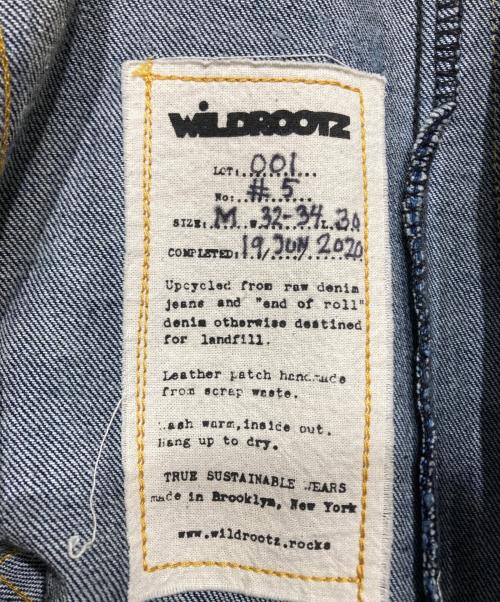 WiLDROOTZ
LOT: 001
No: # 5
SIZE: M W 32-34 L 30
COMPLETED: 19 JUN 2020
Upcycled from raw denim
jeans and "end of roll"
denim otherwise destined
for landfill.
Leather patch handmade
from scrap waste.
Wash warm, inside out.
Hang up to dry.
TRUE SUSTAINABLE JEARS
made in Brooklyn, New York
www.wildrootz.rocks